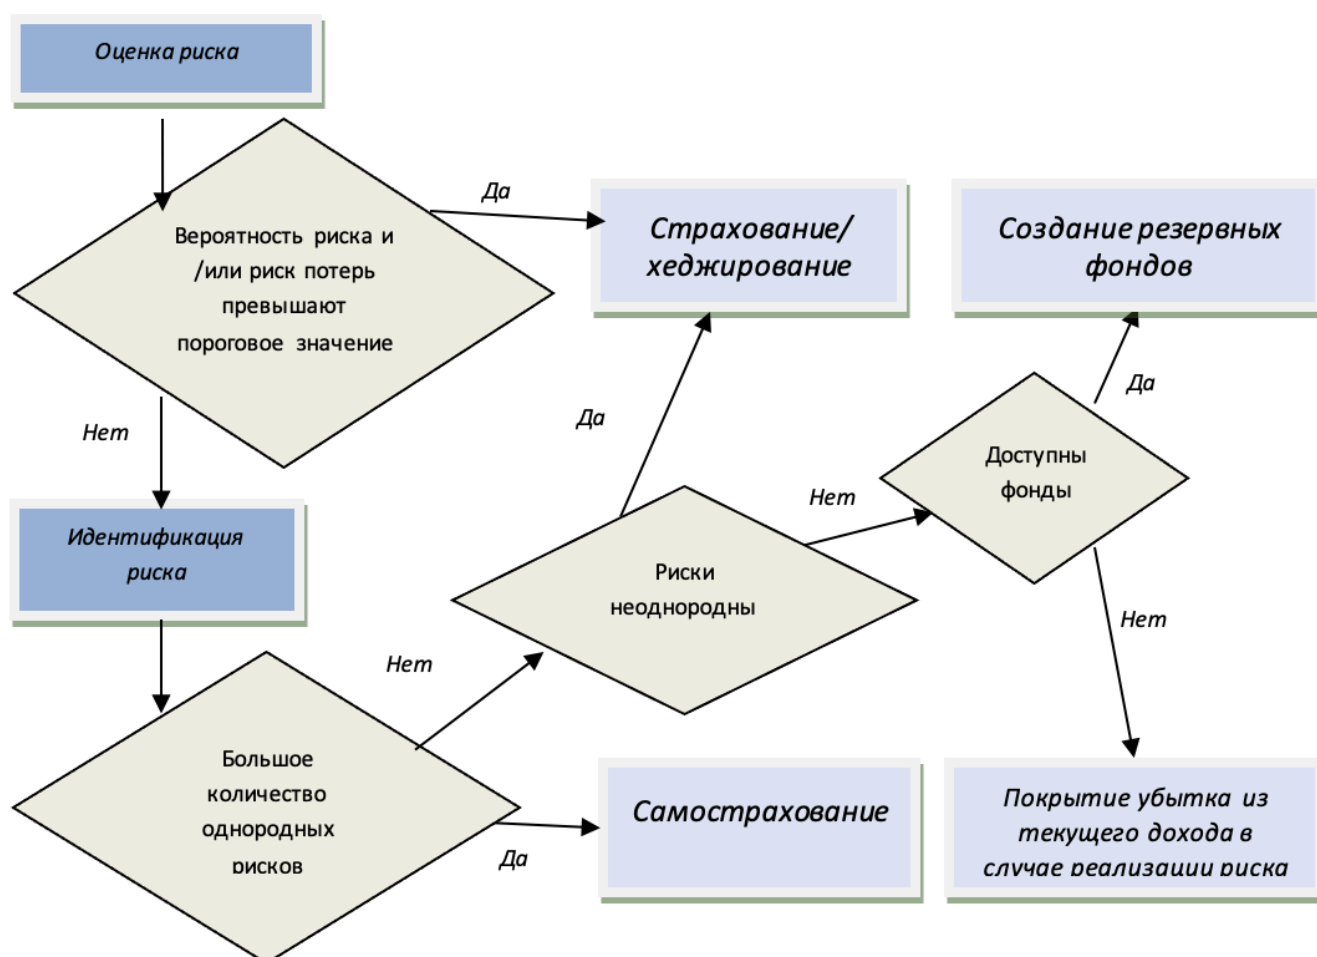 Оценка риска
Вероятность риска и
/или риск потерь
превышают
пороговое значение
Да
Страхование/
хеджирование
Создание резервных
фондов
Нет
Да
Да
Доступны
фонды
Идентификация
риска
Нет
Риски
неоднородны
Нет
Нет
Большое
количество
однородных
рисков
Да
Самострахование
Покрытие убытка из
текущего дохода в
случае реализации риска